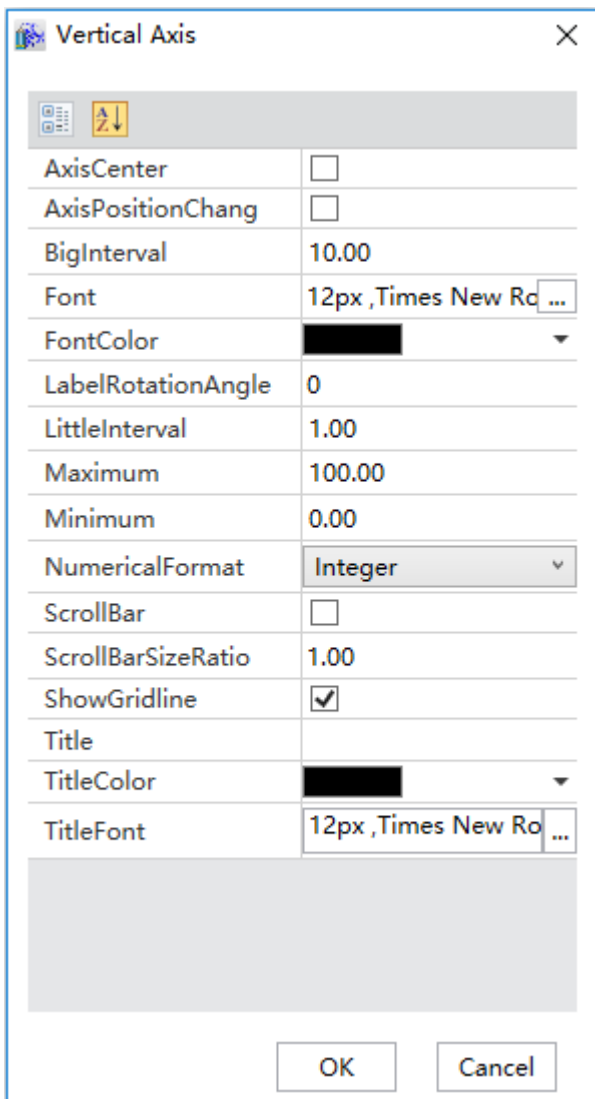 Vertical Axis
AxisCenter
AxisPositionChang
BigInterval 10.00
Font 12px ,Times New Ro ...
FontColor
LabelRotationAngle 0
LittleInterval 1.00
Maximum 100.00
Minimum 0.00
NumericalFormat Integer
ScrollBar
ScrollBarSizeRatio 1.00
ShowGridline
Title
TitleColor
TitleFont 12px ,Times New Ro ...
OK Cancel